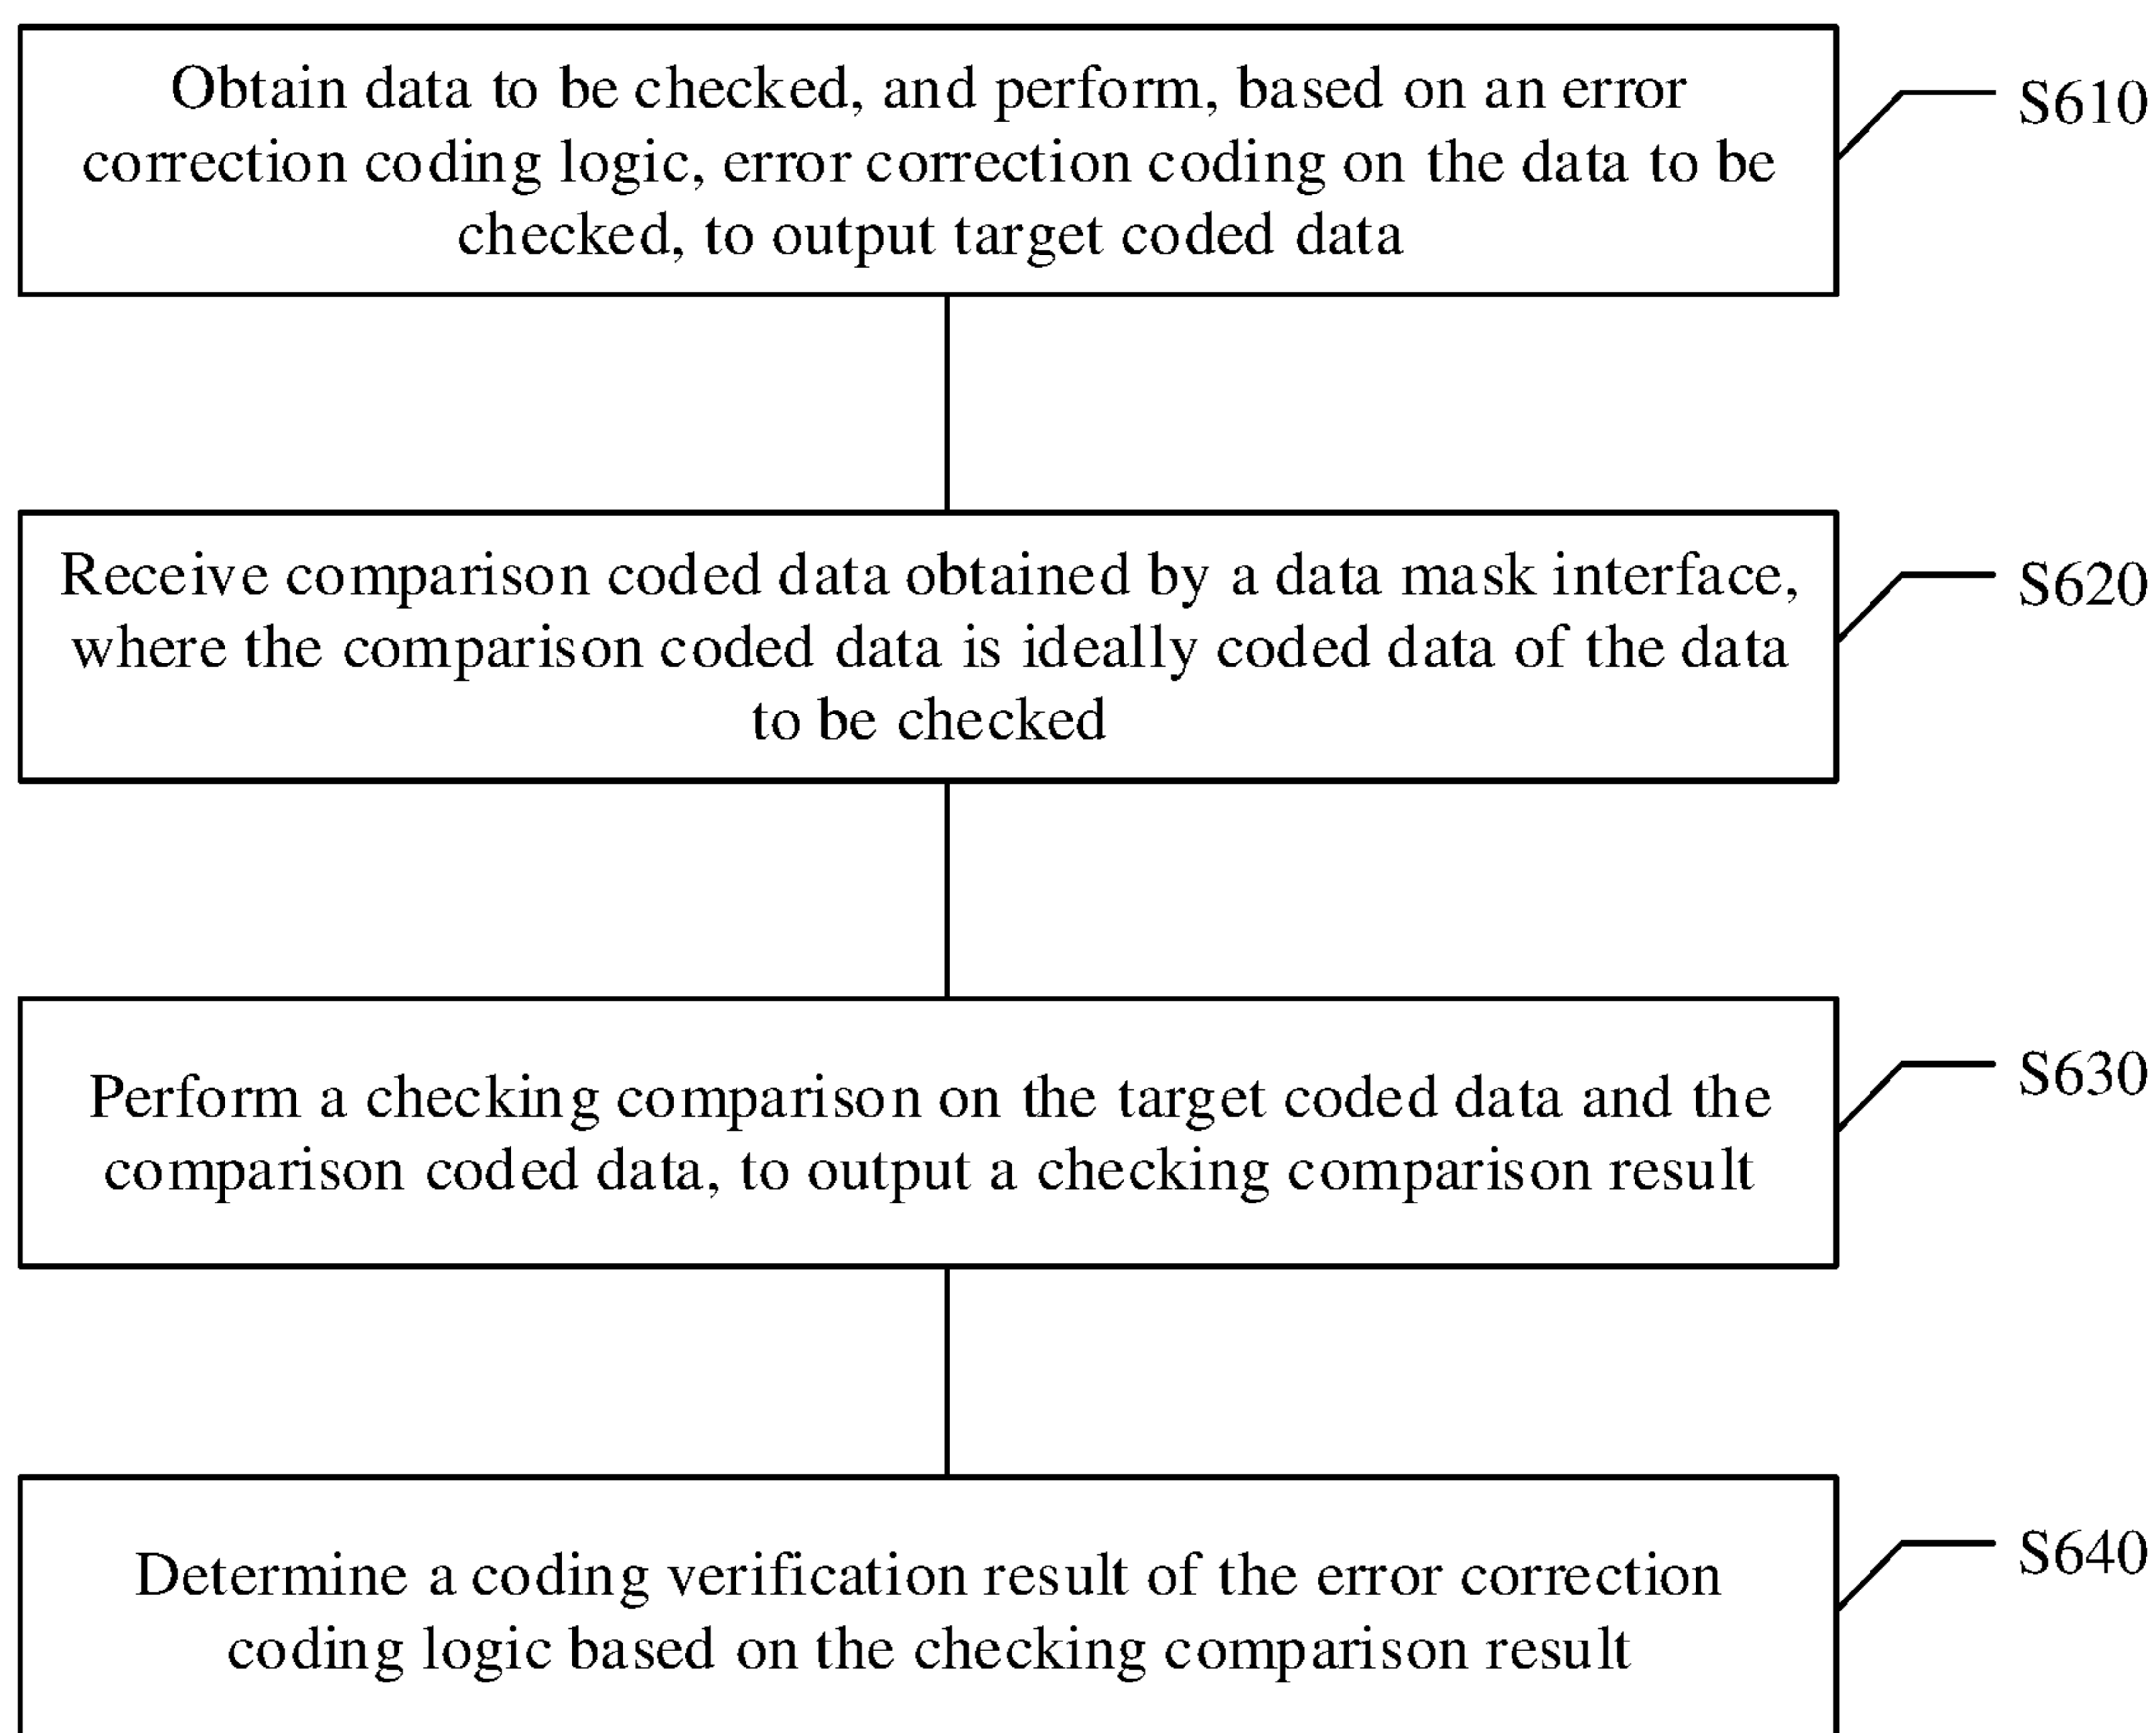 Obtain data to be checked, and perform, based on an error
correction coding logic, error correction coding on the data to be
checked, to output target coded data
S610
Receive comparison coded data obtained by a data mask interface,
where the comparison coded data is ideally coded data of the data
to be checked
S620
Perform a checking comparison on the target coded data and the
comparison coded data, to output a checking comparison result
S630
Determine a coding verification result of the error correction
coding logic based on the checking comparison result
S640